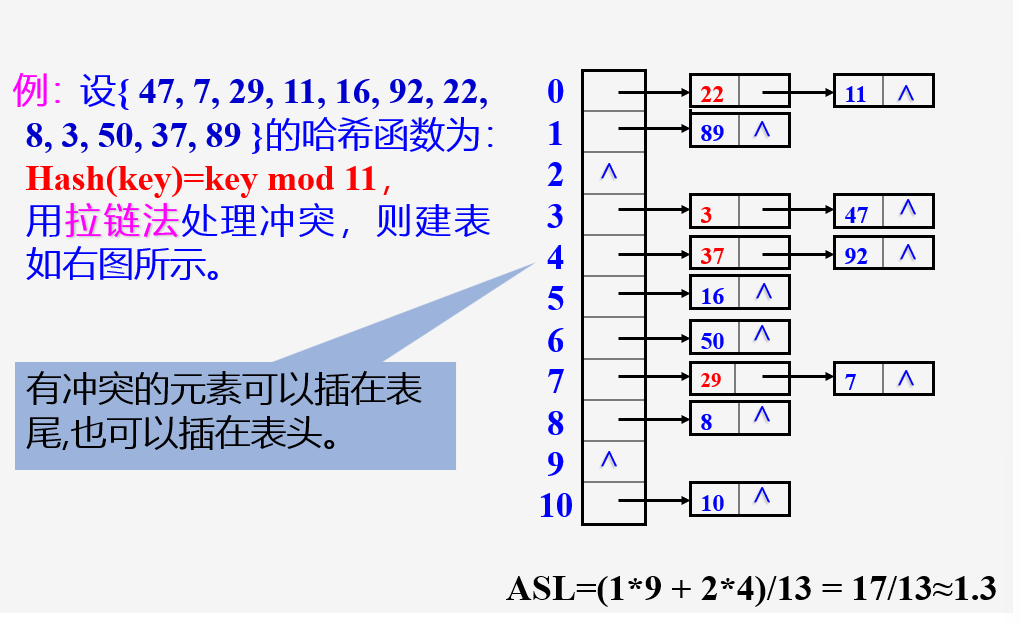 例：设{ 47, 7, 29, 11, 16, 92, 22,
8, 3, 50, 37, 89 }的哈希函数为：
Hash(key)=key mod 11，
用拉链法处理冲突，则建表
如右图所示。
有冲突的元素可以插在表
尾,也可以插在表头。
0 22 11 ^
1 89 ^
2 ^
3 3 47 ^
4 37 92 ^
5 16 ^
6 50 ^
7 29 7 ^
8 8 ^
9 ^
10 10 ^
ASL=(1*9 + 2*4)/13 = 17/13≈1.3